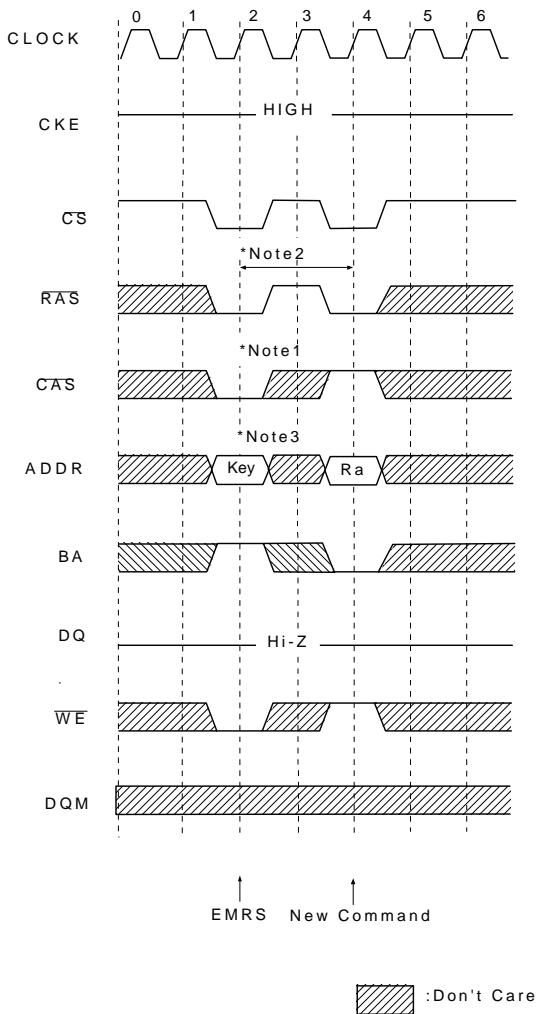 0 1 2 3 4 5 6
CLOCK
HIGH
CKE
CS
*Note2
RAS
*Note1
CAS
*Note3
ADDR Key Ra
BA
DQ Hi-Z
WE
DQM
EMRS New Command
:Don't Care